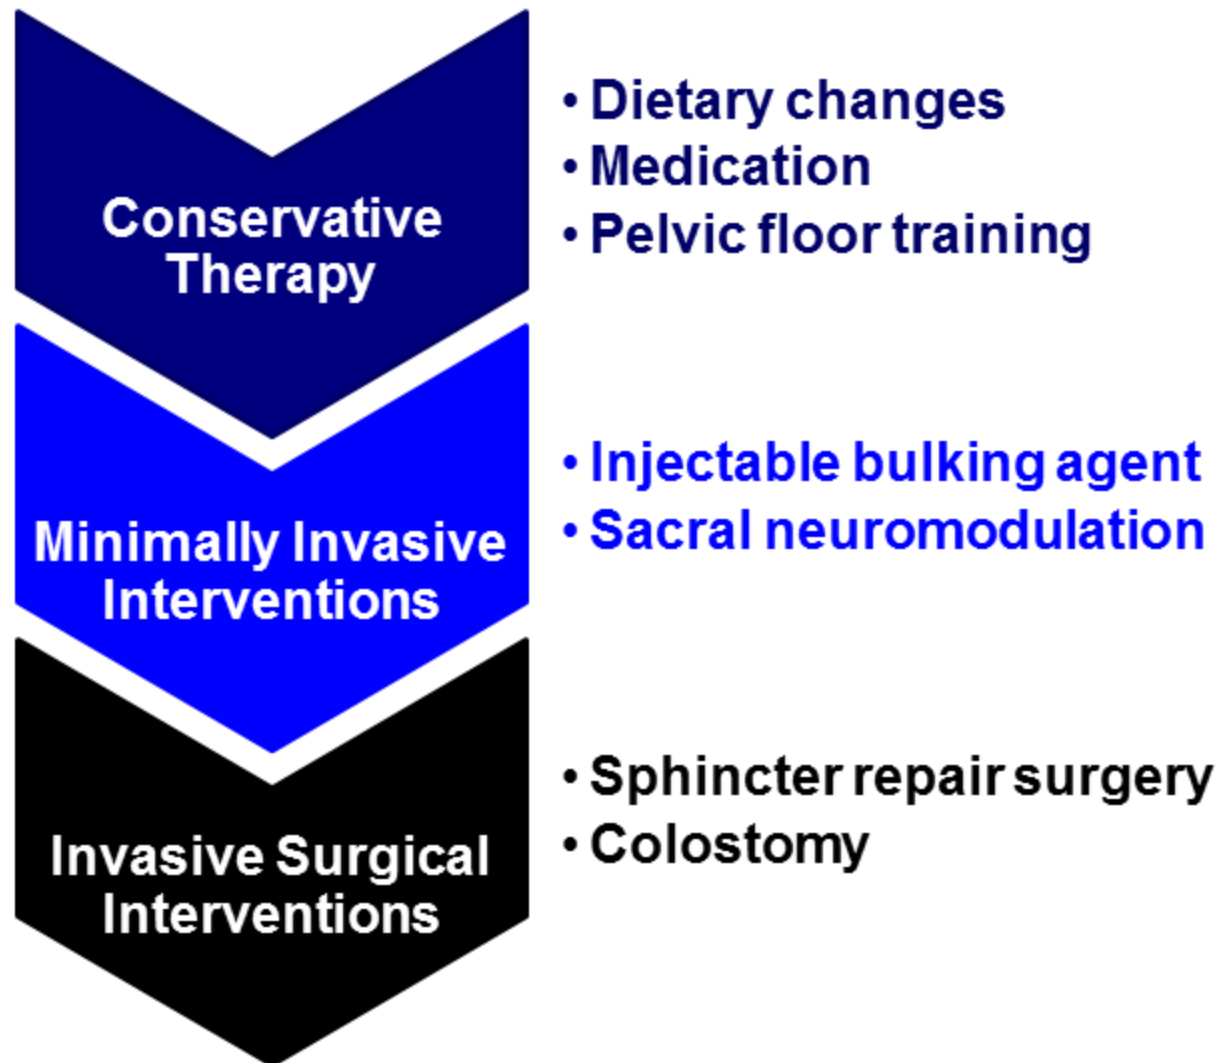 Conservative
Therapy
• Dietary changes
• Medication
• Pelvic floor training
Minimally Invasive
Interventions
• Injectable bulking agent
• Sacral neuromodulation
Invasive Surgical
Interventions
• Sphincter repair surgery
• Colostomy